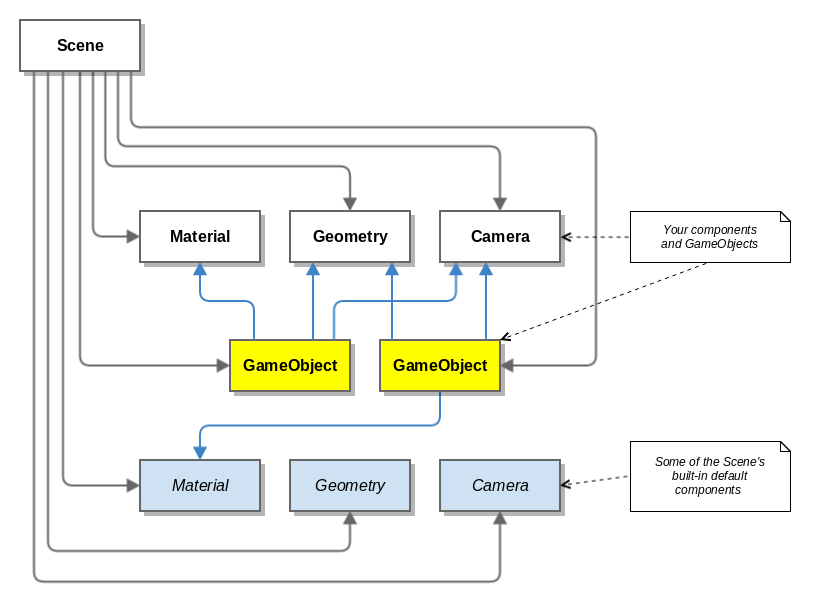 Scene
Material
Geometry
Camera
Your components
and GameObjects
GameObject
GameObject
Material
Geometry
Camera
Some of the Scene's
built-in default
components